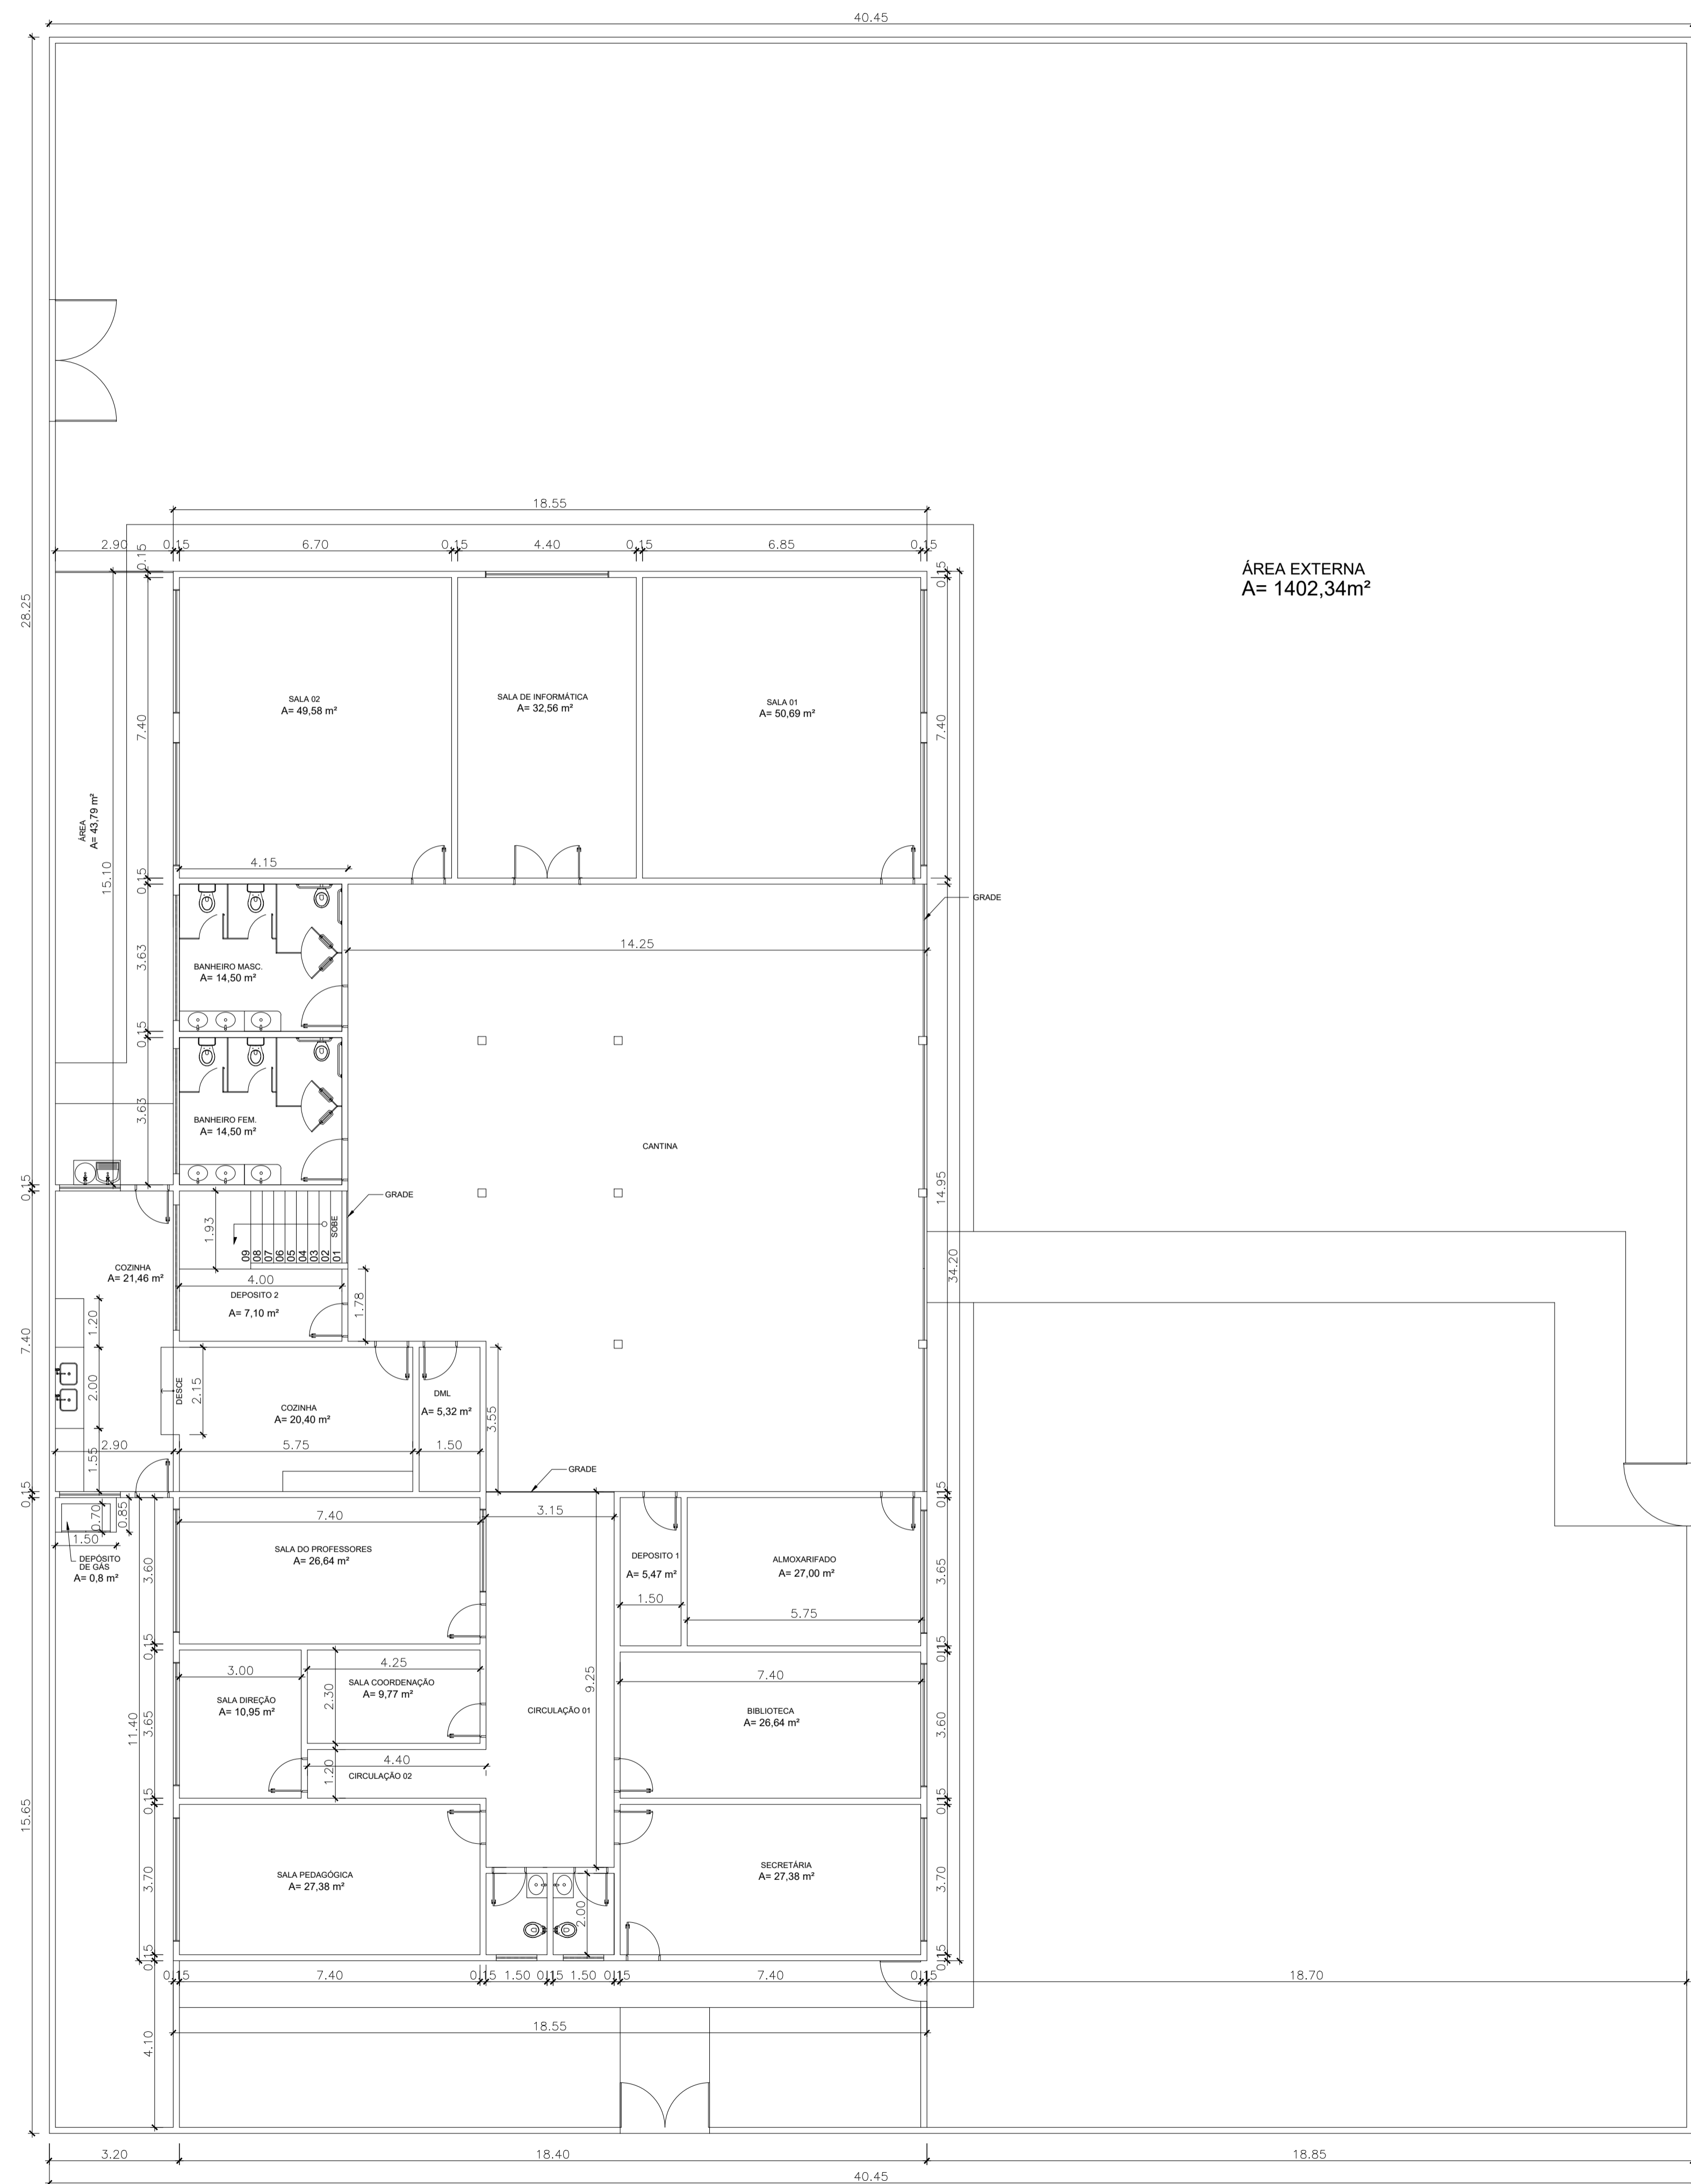 40.45
18.55
2.90
0.15
6.70
0.15
4.40
0.15
6.85
0.15
0.15
0.15
ÁREA EXTERNA
A= 1402,34m²
28.25
SALA 02
A= 49,58 m²
SALA DE INFORMÁTICA
A= 32,56 m²
SALA 01
A= 50,69 m²
7.40
7.40
ÁREA
A= 43,79 m²
15.10
4.15
0.15
GRADE
3.63
14.25
BANHEIRO MASC.
A= 14,50 m²
0.15
3.63
BANHEIRO FEM.
A= 14,50 m²
CANTINA
14.95
0.15
GRADE
1.93
SOBE
09
08
07
06
05
04
03
02
01
34.20
COZINHA
A= 21,46 m²
4.00
DEPOSITO 2
A= 7,10 m²
1.78
1.20
7.40
2.00
DESCE
2.15
COZINHA
A= 20,40 m²
DML
A= 5,32 m²
3.55
2.90
1.55
5.75
1.50
GRADE
0.15
0.15
0.70
0.85
1.50
7.40
3.15
DEPÓSITO
DE GÁS
A= 0,8 m²
SALA DO PROFESSORES
A= 26,64 m²
3.60
DEPOSITO 1
A= 5,47 m²
1.50
ALMOXARIFADO
A= 27,00 m²
5.75
3.65
0.15
0.15
3.00
4.25
SALA COORDENAÇÃO
A= 9,77 m²
SALA DIREÇÃO
A= 10,95 m²
2.30
9.25
7.40
BIBLIOTECA
A= 26,64 m²
CIRCULAÇÃO 01
11.40
3.65
3.60
4.40
1.20
CIRCULAÇÃO 02
0.15
0.15
15.65
SALA PEDAGÓGICA
A= 27,38 m²
SECRETÁRIA
A= 27,38 m²
3.70
3.70
2.00
0.15
0.15
0.15
7.40
0.15
1.50
0.15
1.50
0.15
7.40
0.15
18.70
18.55
4.10
3.20
18.40
18.85
40.45